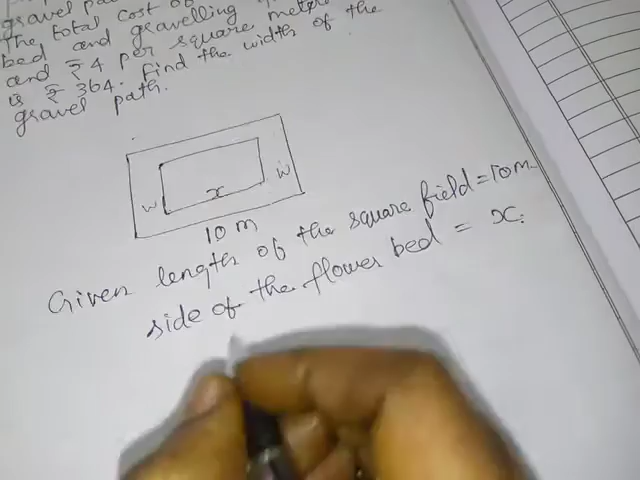 gravel pa
The total cost of
bed and gravelling
and ₹4 per square metre
is ₹ 364. Find the width of the
gravel path.
W x W
10 m
Given length of the square field = 10m.
side of the flower bed = x.